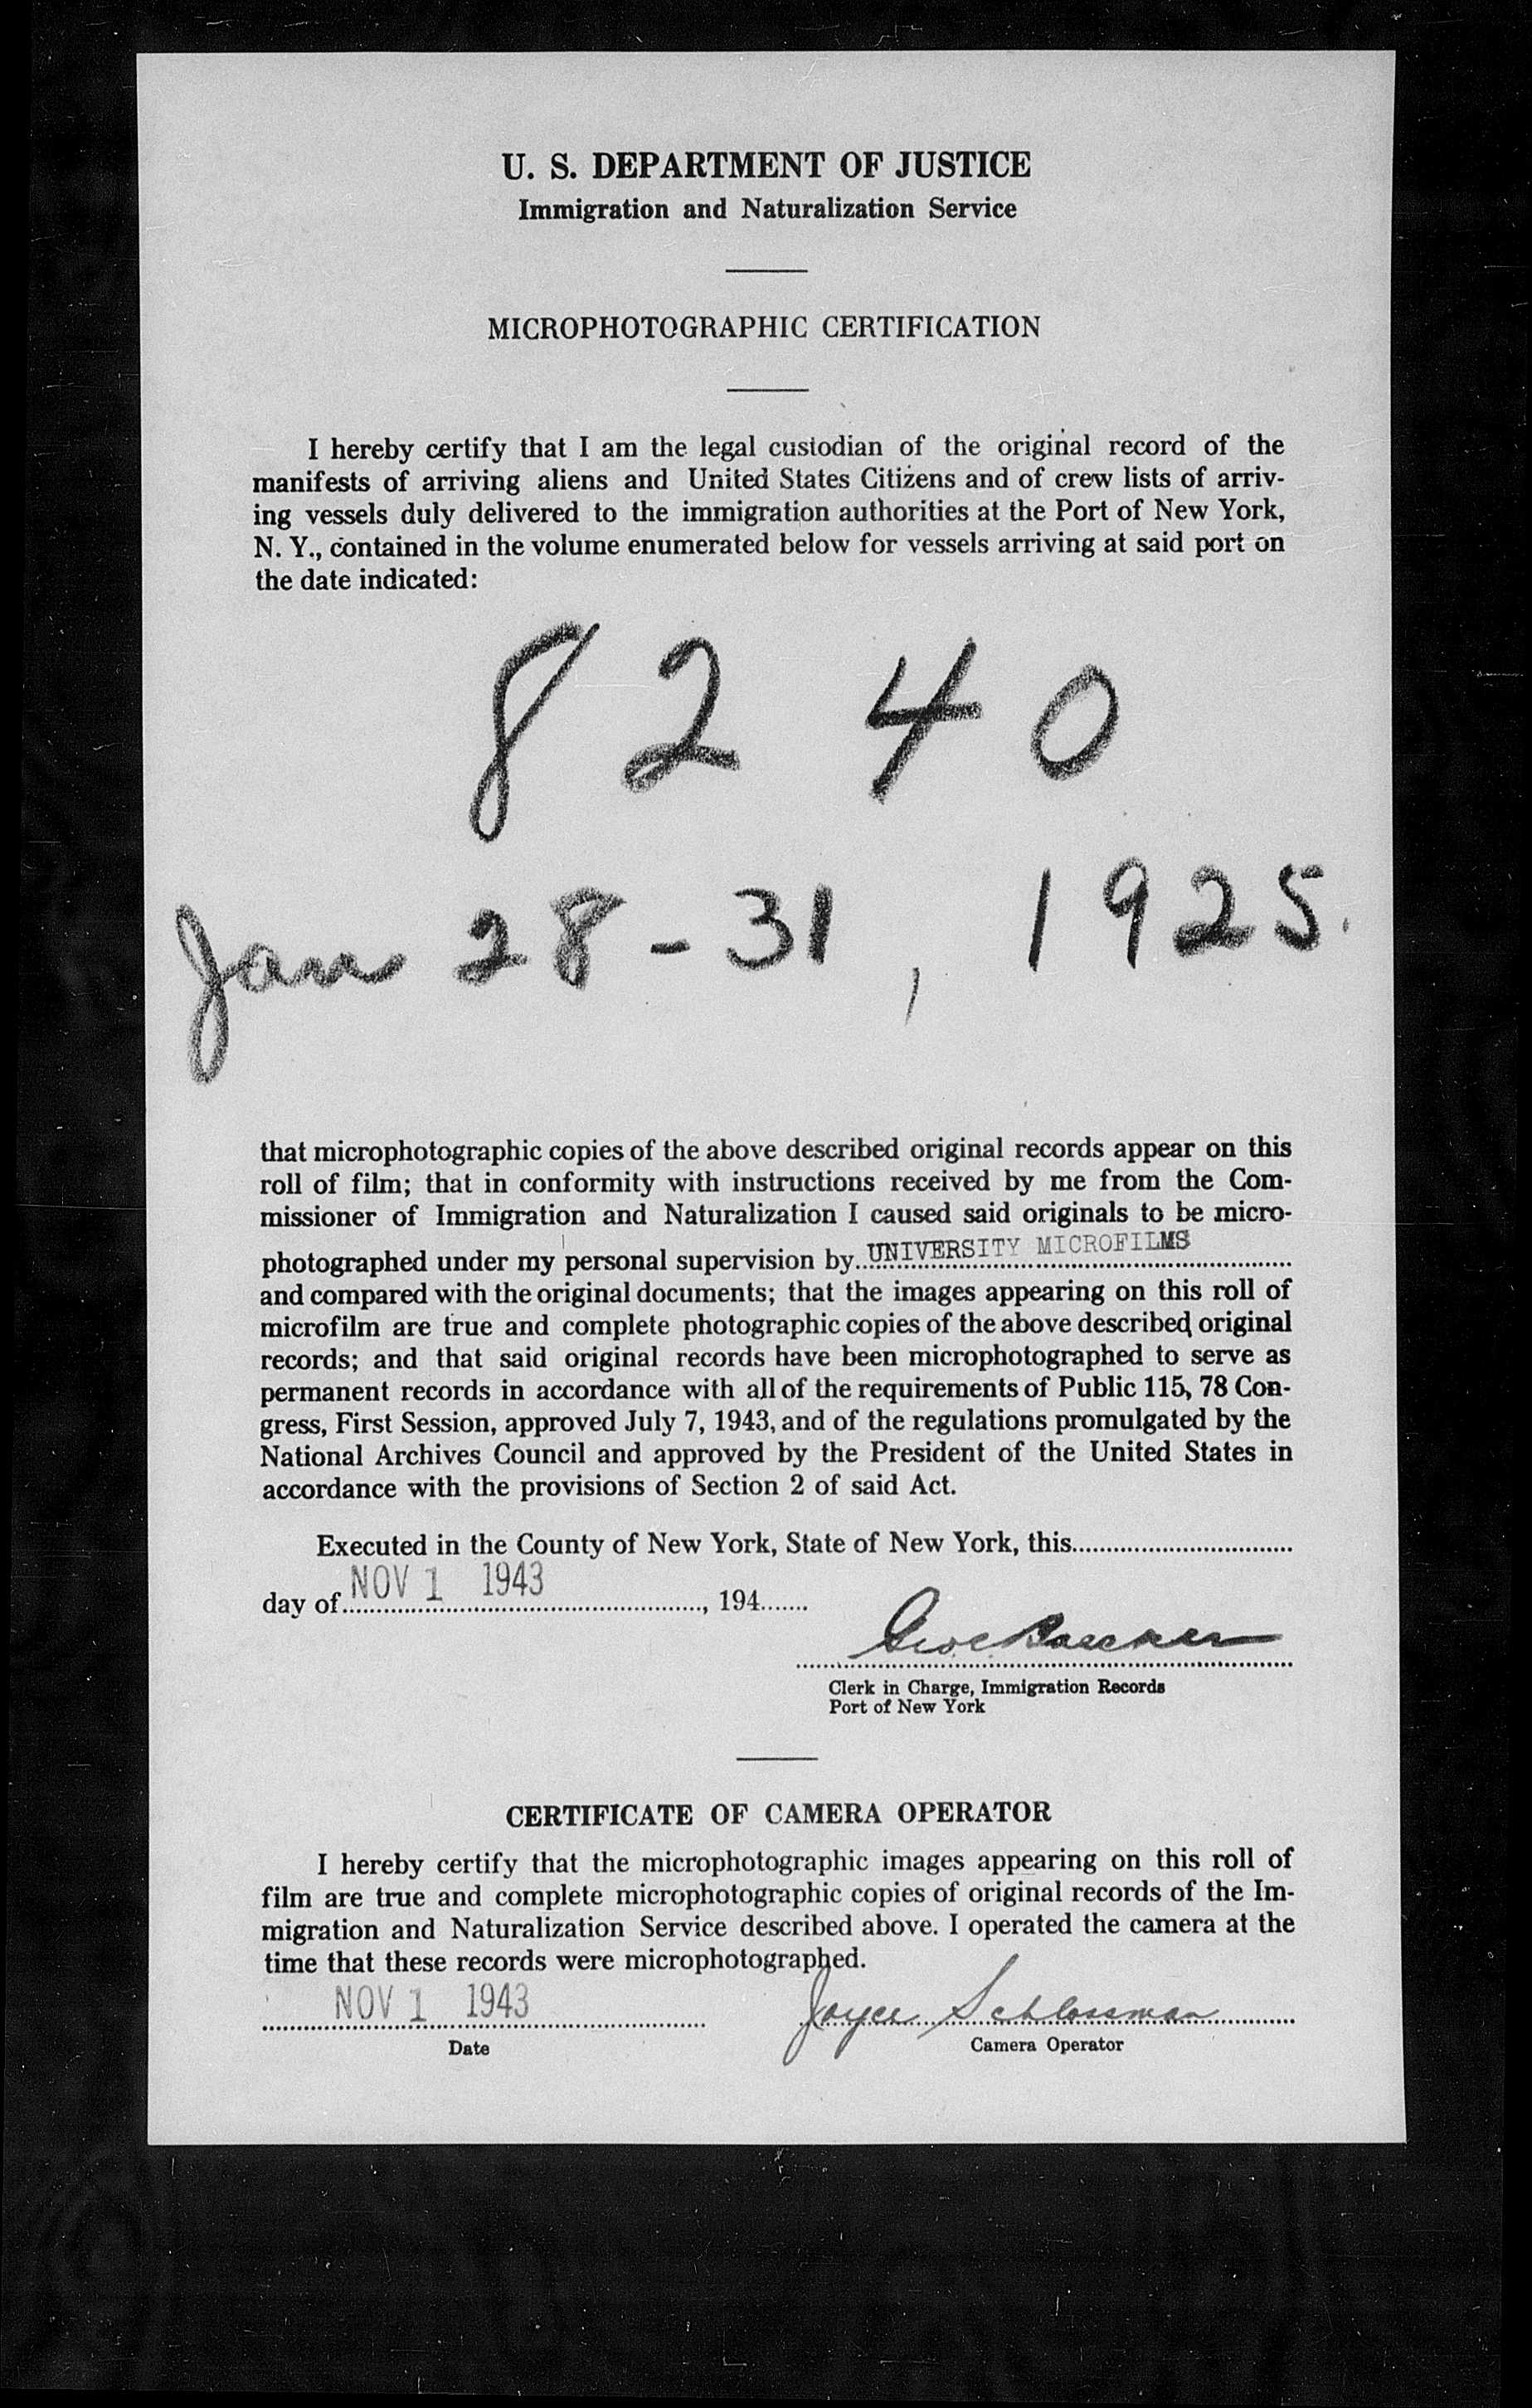 U. S. DEPARTMENT OF JUSTICE
Immigration and Naturalization Service
MICROPHOTOGRAPHIC CERTIFICATION
I hereby certify that I am the legal custodian of the original record of the
manifests of arriving aliens and United States Citizens and of crew lists of arriv-
ing vessels duly delivered to the immigration authorities at the Port of New York,
N. Y., contained in the volume enumerated below for vessels arriving at said port on
the date indicated:
8240
Jan 28-31, 1925.
that microphotographic copies of the above described original records appear on this
roll of film; that in conformity with instructions received by me from the Com-
missioner of Immigration and Naturalization I caused said originals to be micro-
photographed under my personal supervision by UNIVERSITY MICROFILMS
and compared with the original documents; that the images appearing on this roll of
microfilm are true and complete photographic copies of the above described original
records; and that said original records have been microphotographed to serve as
permanent records in accordance with all of the requirements of Public 115, 78 Con-
gress, First Session, approved July 7, 1943, and of the regulations promulgated by the
National Archives Council and approved by the President of the United States in
accordance with the provisions of Section 2 of said Act.
Executed in the County of New York, State of New York, this
day of NOV 1 1943, 194
Clerk in Charge, Immigration Records
Port of New York
CERTIFICATE OF CAMERA OPERATOR
I hereby certify that the microphotographic images appearing on this roll of
film are true and complete microphotographic copies of original records of the Im-
migration and Naturalization Service described above. I operated the camera at the
time that these records were microphotographed.
NOV 1 1943 Joyce Schlossman
Date Camera Operator